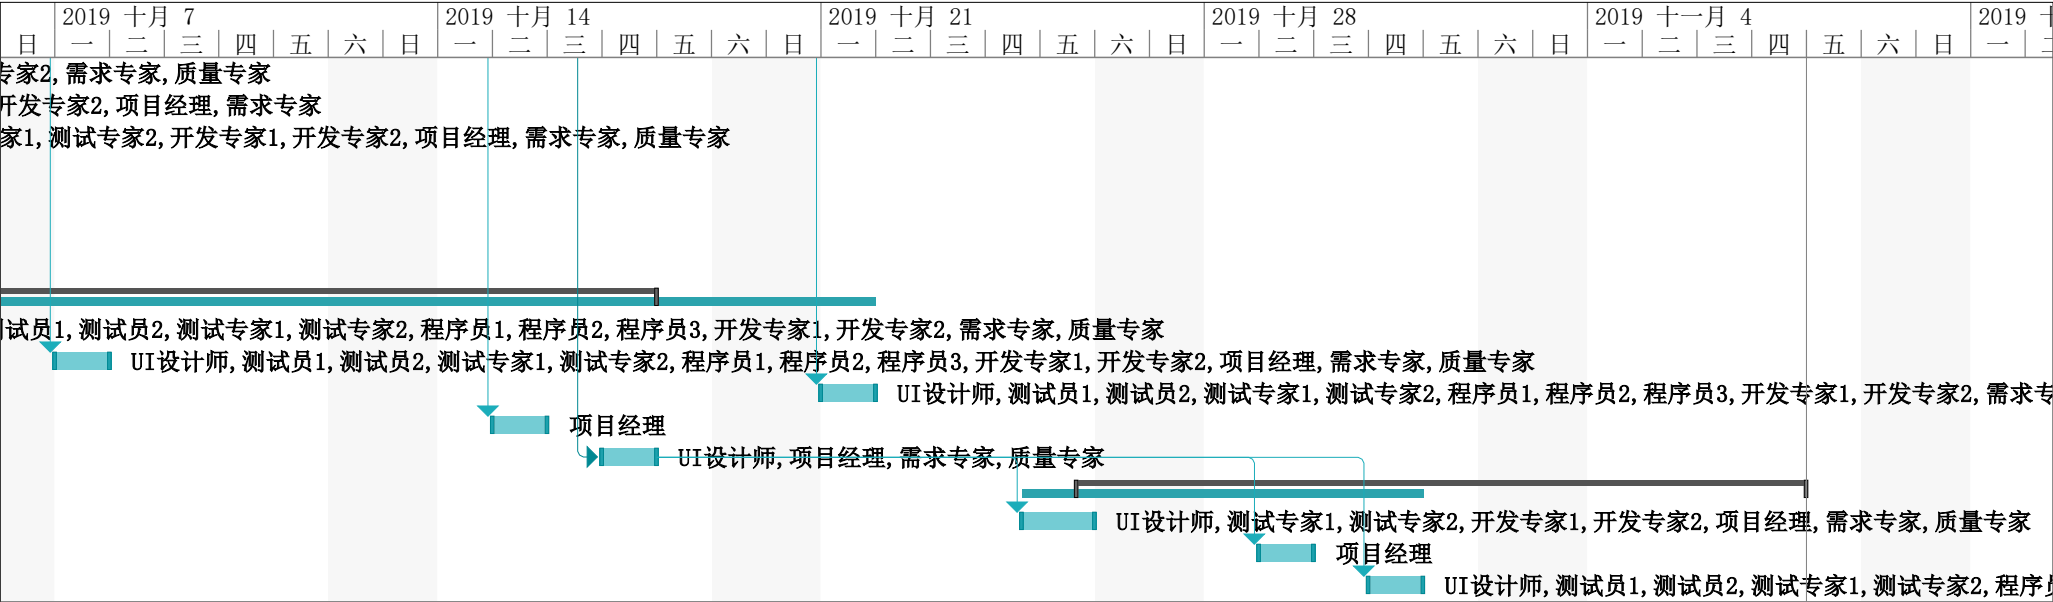 2019 十月 7 2019 十月 14 2019 十月 21 2019 十月 28 2019 十一月 4 2019
日 一 二 三 四 五 六 日 一 二 三 四 五 六 日 一 二 三 四 五 六 日 一 二 三 四 五 六 日 一 二 三 四 五 六 日 一
专家2,需求专家,质量专家
开发专家2,项目经理,需求专家
家1,测试专家2,开发专家1,开发专家2,项目经理,需求专家,质量专家
试员1,测试员2,测试专家1,测试专家2,程序员1,程序员2,程序员3,开发专家1,开发专家2,需求专家,质量专家
UI设计师,测试员1,测试员2,测试专家1,测试专家2,程序员1,程序员2,程序员3,开发专家1,开发专家2,项目经理,需求专家,质量专家
UI设计师,测试员1,测试员2,测试专家1,测试专家2,程序员1,程序员2,程序员3,开发专家1,开发专家2,需求专
项目经理
UI设计师,项目经理,需求专家,质量专家
UI设计师,测试专家1,测试专家2,开发专家1,开发专家2,项目经理,需求专家,质量专家
项目经理
UI设计师,测试员1,测试员2,测试专家1,测试专家2,程序